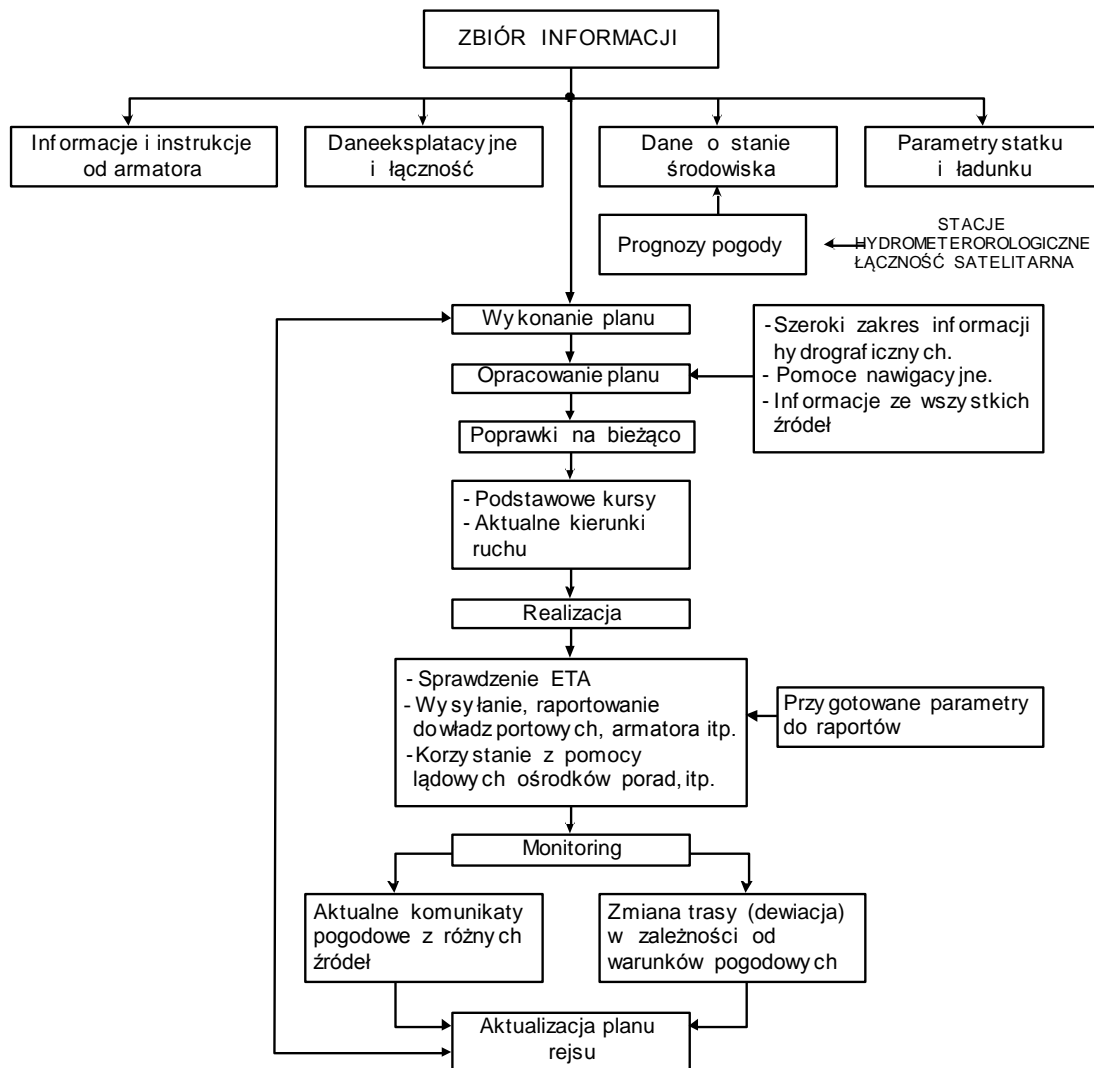 ZBIÓR INFORMACJI
Informacje i instrukcje
od armatora
Daneeksplatacyjne
i łączność
Dane o stanie
środowiska
Parametry statku
i ładunku
Prognozy pogody
STACJE
HYDROMETEROROLOGICZNE
ŁĄCZNOŚĆ SATELITARNA
Wykonanie planu
- Szeroki zakres informacji
hydrograficznych.
- Pomoce nawigacyjne.
- Informacje ze wszystkich
źródeł
Opracowanie planu
Poprawki na bieżąco
- Podstawowe kursy
- Aktualne kierunki
ruchu
Realizacja
- Sprawdzenie ETA
- Wysyłanie, raportowanie
dowładz portowych, armatora itp.
- Korzystanie z pomocy
lądowych ośrodków porad, itp.
Przygotowane parametry
do raportów
Monitoring
Aktualne komunikaty
pogodowe z różnych
źródeł
Zmiana trasy (dewiacja)
w zależności od
warunków pogodowych
Aktualizacja planu
rejsu